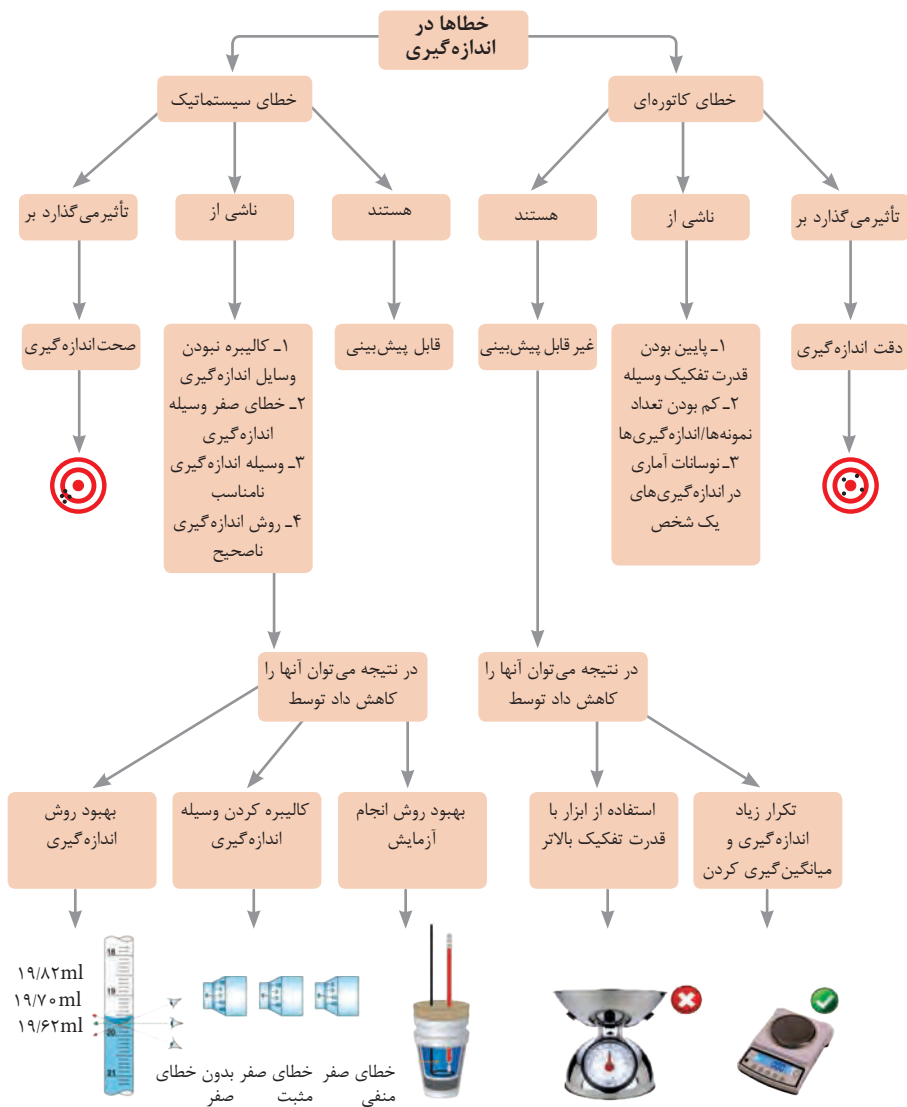 خطاها در
اندازه‌گیری
خطای کاتوره‌ای
خطای سیستماتیک
تأثیرمی‌گذارد بر
ناشی از
هستند
هستند
ناشی از
تأثیرمی‌گذارد بر
دقت اندازه‌گیری
۱ـ پایین بودن
قدرت تفکیک وسیله
۲ـ کم بودن تعداد
نمونه‌ها/اندازه‌گیری‌ها
۳ـ نوسانات آماری
در اندازه‌گیری‌های
یک شخص
غیر قابل پیش‌بینی
قابل پیش‌بینی
۱ـ کالیبره نبودن
وسایل اندازه‌گیری
۲ـ خطای صفر وسیله
اندازه‌گیری
۳ـ وسیله اندازه‌گیری
نامناسب
۴ـ روش اندازه‌گیری
ناصحیح
صحت اندازه‌گیری
در نتیجه می‌توان آنها را
کاهش داد توسط
در نتیجه می‌توان آنها را
کاهش داد توسط
تکرار زیاد
اندازه‌گیری و
میانگین‌گیری کردن
استفاده از ابزار با
قدرت تفکیک بالاتر
بهبود روش انجام
آزمایش
کالیبره کردن وسیله
اندازه‌گیری
بهبود روش
اندازه‌گیری
خطای صفر
منفی
خطای صفر
مثبت
بدون خطای
صفر
18
19
20
21
۱۹/۸۲ml
۱۹/۷۰ml
۱۹/۶۲ml